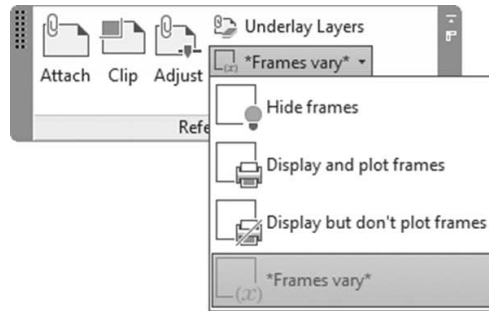 Underlay Layers
Attach Clip Adjust
(x) *Frames vary*
Refe
Hide frames
Display and plot frames
Display but don't plot frames
(x) *Frames vary*